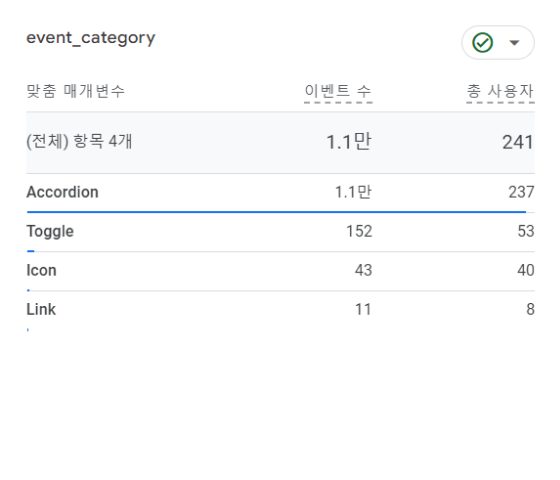 event_category
맞춤 매개변수 이벤트 수 총 사용자
(전체) 항목 4개 1.1만 241
Accordion 1.1만 237
Toggle 152 53
Icon 43 40
Link 11 8